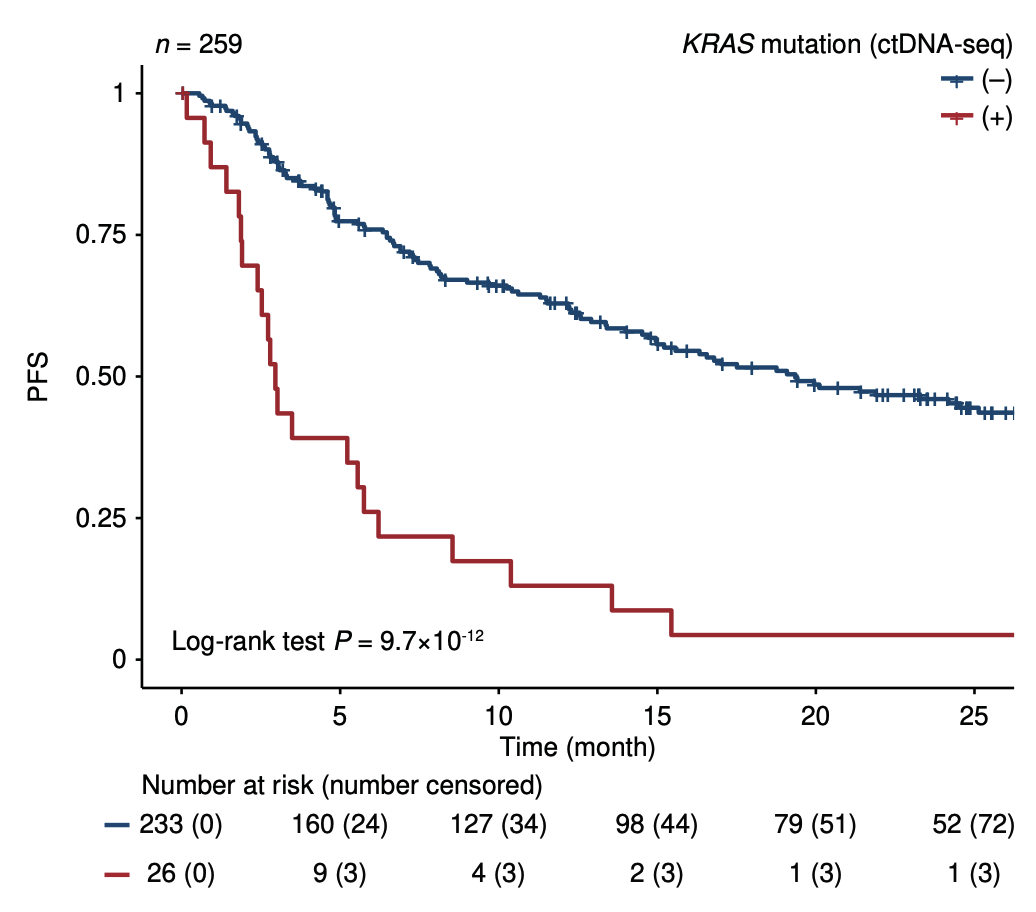 n = 259
KRAS mutation (ctDNA-seq)
(–)
(+)
1
0.75
0.50
0.25
0
PFS
Log-rank test P = 9.7×10⁻¹²
0 5 10 15 20 25
Time (month)
Number at risk (number censored)
233 (0) 160 (24) 127 (34) 98 (44) 79 (51) 52 (72)
26 (0) 9 (3) 4 (3) 2 (3) 1 (3) 1 (3)